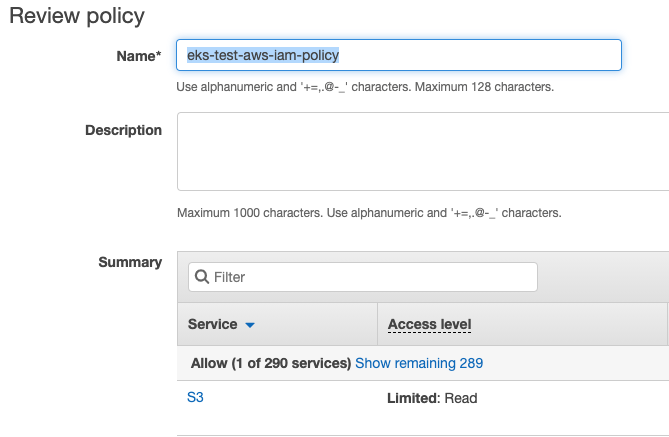 Review policy
Name* eks-test-aws-iam-policy
Use alphanumeric and '+=,.@-_' characters. Maximum 128 characters.
Description
Maximum 1000 characters. Use alphanumeric and '+=,.@-_' characters.
Summary
Filter
Service Access level
Allow (1 of 290 services) Show remaining 289
S3 Limited: Read